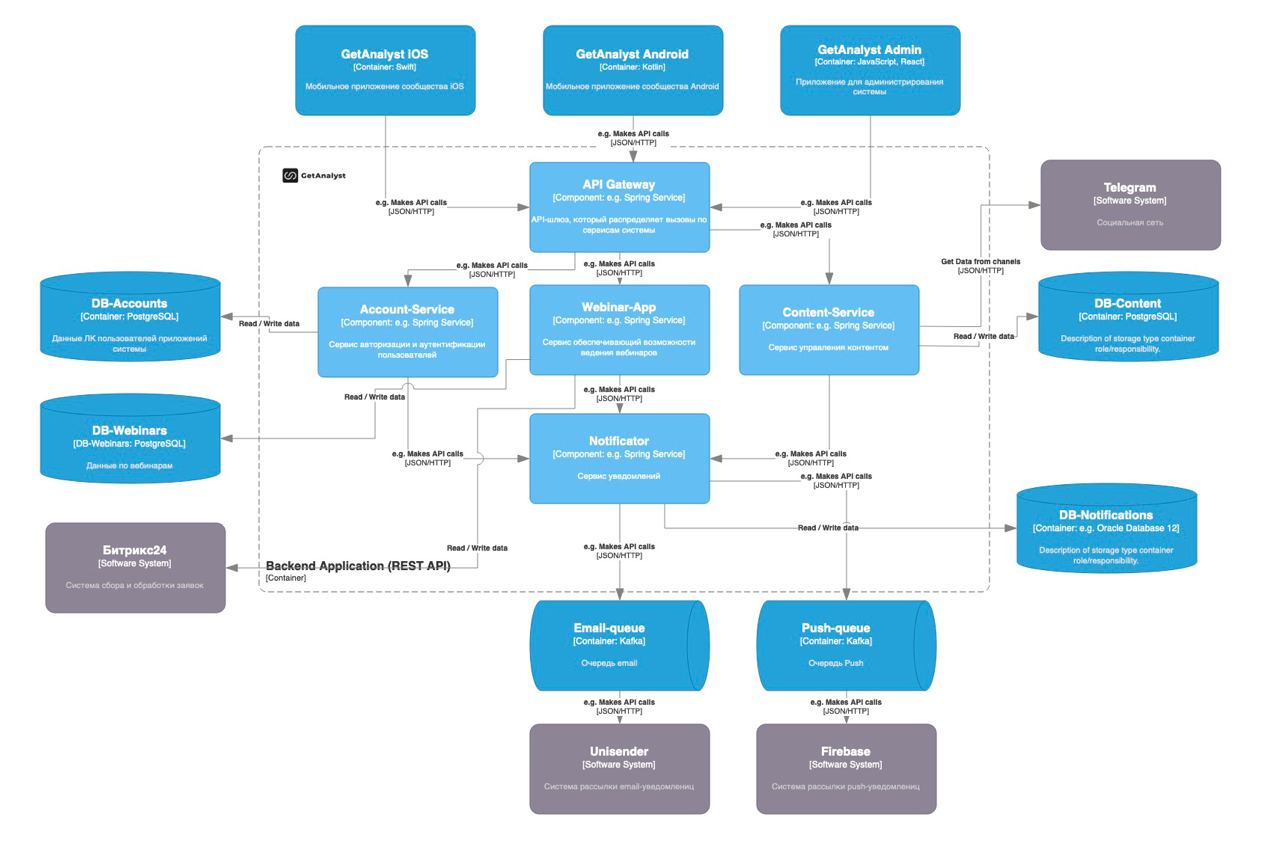 GetAnalyst iOS
[Container: Swift]
Мобильное приложение сообщества iOS
GetAnalyst Android
[Container: Kotlin]
Мобильное приложение сообщества Android
GetAnalyst Admin
[Container: JavaScript, React]
Приложение для администрирования
системы
e.g. Makes API calls
[JSON/HTTP]
GetAnalyst
API Gateway
[Component: e.g. Spring Service]
API-шлюз, который распределяет вызовы по
сервисам системы
e.g. Makes API calls
[JSON/HTTP]
e.g. Makes API calls
[JSON/HTTP]
e.g. Makes API calls
[JSON/HTTP]
Telegram
[Software System]
Социальная сеть
e.g. Makes API calls
[JSON/HTTP]
e.g. Makes API calls
[JSON/HTTP]
Get Data from chanels
[JSON/HTTP]
DB-Accounts
[Container: PostgreSQL]
Данные ЛК пользователей приложений
системы
Read / Write data
Account-Service
[Component: e.g. Spring Service]
Сервис авторизации и аутентификации
пользователей
Webinar-App
[Component: e.g. Spring Service]
Сервис обеспечивающий возможности
ведения вебинаров
Content-Service
[Component: e.g. Spring Service]
Сервис управления контентом
Read / Write data
DB-Content
[Container: PostgreSQL]
Description of storage type container
role/responsibility.
Read / Write data
e.g. Makes API calls
[JSON/HTTP]
DB-Webinars
[DB-Webinars: PostgreSQL]
Данные по вебинарам
Notificator
[Component: e.g. Spring Service]
Сервис уведомлений
e.g. Makes API calls
[JSON/HTTP]
e.g. Makes API calls
[JSON/HTTP]
e.g. Makes API calls
[JSON/HTTP]
Read / Write data
DB-Notifications
[Container: e.g. Oracle Database 12]
Description of storage type container
role/responsibility.
Битрикс24
[Software System]
Система сбора и обработки заявок
Read / Write data
e.g. Makes API calls
[JSON/HTTP]
Backend Application (REST API)
[Container]
Email-queue
[Container: Kafka]
Очередь email
Push-queue
[Container: Kafka]
Очередь Push
e.g. Makes API calls
[JSON/HTTP]
e.g. Makes API calls
[JSON/HTTP]
Unisender
[Software System]
Система рассылки email-уведомлениц
Firebase
[Software System]
Система рассылки push-уведомлениц